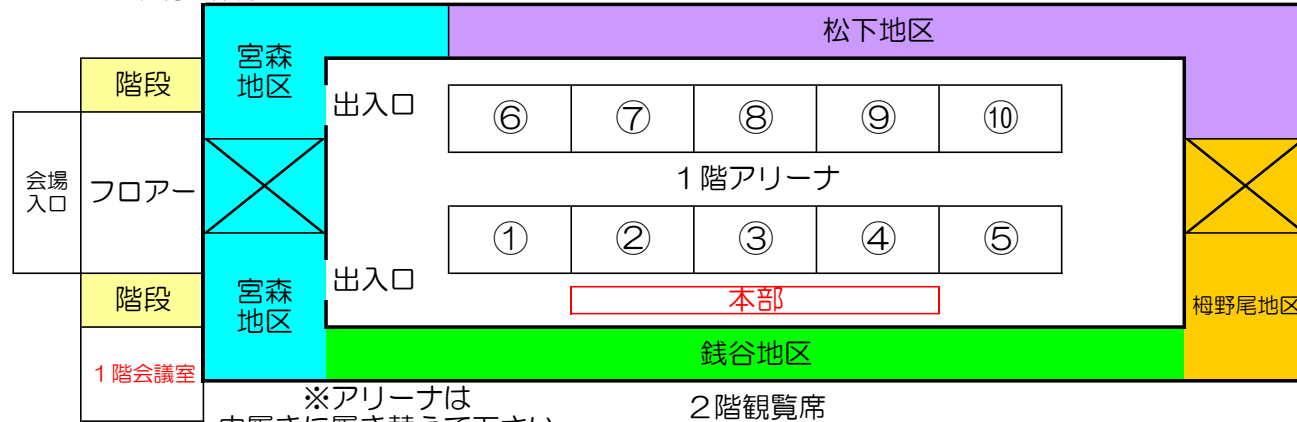 松下地区
宮森
地区
階段
出入口
⑥
⑦
⑧
⑨
⑩
会場
入口
フロアー
1階アリーナ
①
②
③
④
⑤
出入口
階段
宮森
地区
本部
栂野尾地区
銭谷地区
1階会議室
※アリーナは
2階観覧席